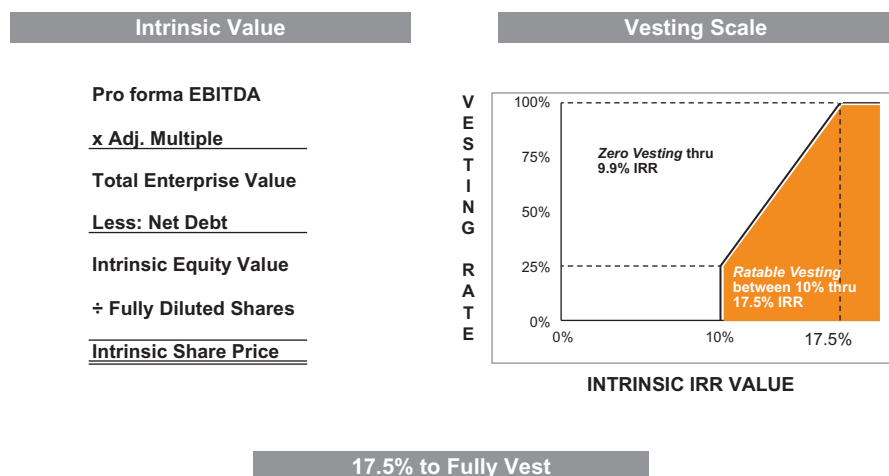 Intrinsic Value
Pro forma EBITDA
x Adj. Multiple
Total Enterprise Value
Less: Net Debt
Intrinsic Equity Value
÷ Fully Diluted Shares
Intrinsic Share Price
Vesting Scale
VESTING RATE
100%
75%
50%
25%
0%
Zero Vesting thru
9.9% IRR
Ratable Vesting
between 10% thru
17.5% IRR
0%
10%
17.5%
INTRINSIC IRR VALUE
17.5% to Fully Vest